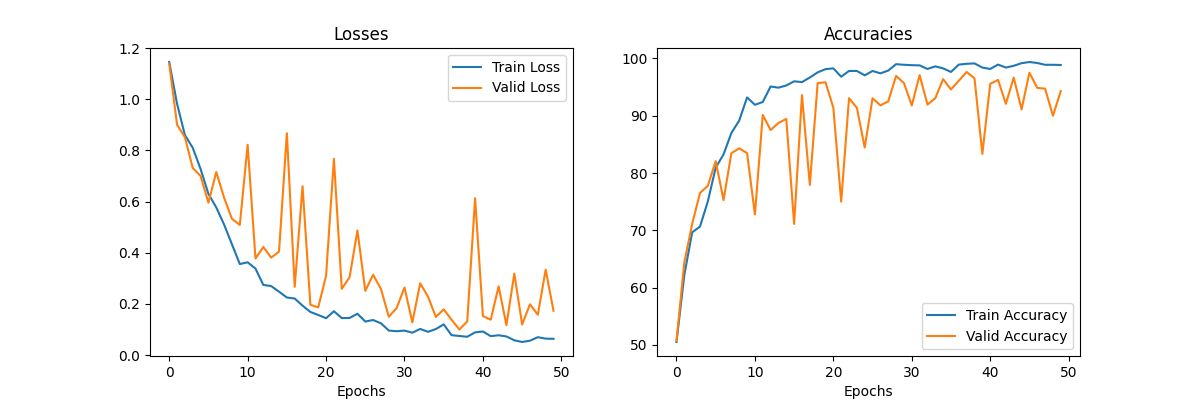 Losses
1.2
1.0
0.8
0.6
0.4
0.2
0.0
Train Loss
Valid Loss
0 10 20 30 40 50
Epochs
Accuracies
100
90
80
70
60
50
Train Accuracy
Valid Accuracy
0 10 20 30 40 50
Epochs